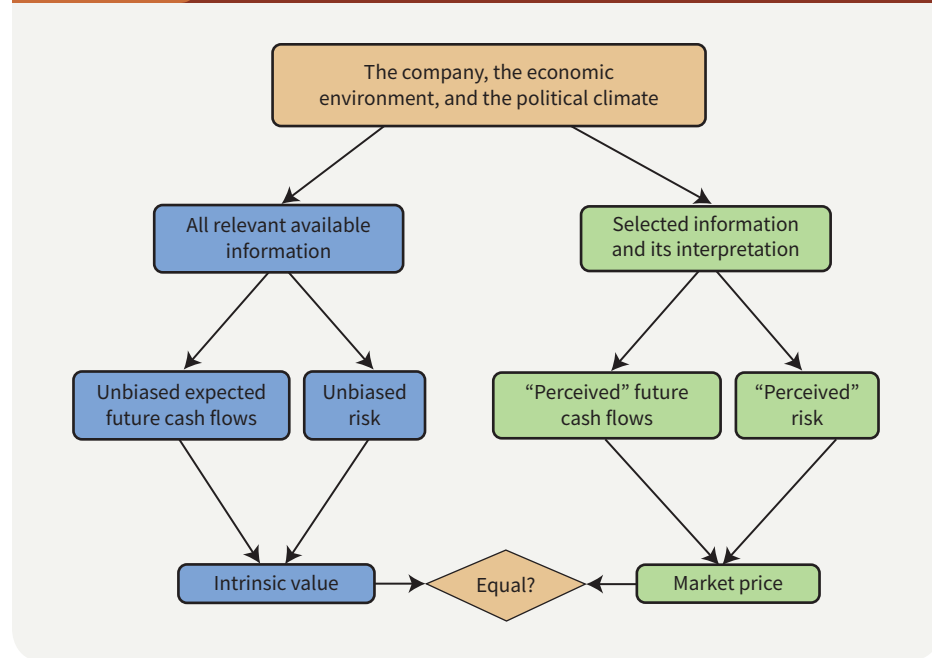 The company, the economic
environment, and the political climate
All relevant available
information
Selected information
and its interpretation
Unbiased expected
future cash flows
Unbiased
risk
“Perceived” future
cash flows
“Perceived”
risk
Intrinsic value
Equal?
Market price